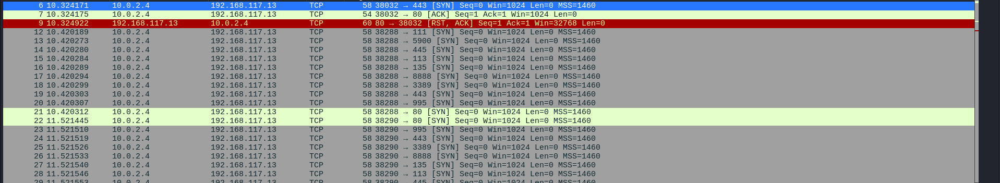 6 10.324171 10.0.2.4 192.168.117.13 TCP 58 38032 → 443 [SYN] Seq=0 Win=1024 Len=0 MSS=1460
7 10.324175 10.0.2.4 192.168.117.13 TCP 54 38032 → 80 [ACK] Seq=1 Ack=1 Win=1024 Len=0
9 10.324922 192.168.117.13 10.0.2.4 TCP 60 80 → 38032 [RST, ACK] Seq=1 Ack=1 Win=32768 Len=0
12 10.420189 10.0.2.4 192.168.117.13 TCP 58 38288 → 111 [SYN] Seq=0 Win=1024 Len=0 MSS=1460
13 10.420273 10.0.2.4 192.168.117.13 TCP 58 38288 → 5900 [SYN] Seq=0 Win=1024 Len=0 MSS=1460
14 10.420280 10.0.2.4 192.168.117.13 TCP 58 38288 → 445 [SYN] Seq=0 Win=1024 Len=0 MSS=1460
15 10.420284 10.0.2.4 192.168.117.13 TCP 58 38288 → 113 [SYN] Seq=0 Win=1024 Len=0 MSS=1460
16 10.420289 10.0.2.4 192.168.117.13 TCP 58 38288 → 135 [SYN] Seq=0 Win=1024 Len=0 MSS=1460
17 10.420294 10.0.2.4 192.168.117.13 TCP 58 38288 → 8888 [SYN] Seq=0 Win=1024 Len=0 MSS=1460
18 10.420299 10.0.2.4 192.168.117.13 TCP 58 38288 → 3389 [SYN] Seq=0 Win=1024 Len=0 MSS=1460
19 10.420303 10.0.2.4 192.168.117.13 TCP 58 38288 → 443 [SYN] Seq=0 Win=1024 Len=0 MSS=1460
20 10.420307 10.0.2.4 192.168.117.13 TCP 58 38288 → 995 [SYN] Seq=0 Win=1024 Len=0 MSS=1460
21 10.420312 10.0.2.4 192.168.117.13 TCP 58 38288 → 80 [SYN] Seq=0 Win=1024 Len=0 MSS=1460
22 11.521445 10.0.2.4 192.168.117.13 TCP 58 38290 → 80 [SYN] Seq=0 Win=1024 Len=0 MSS=1460
23 11.521510 10.0.2.4 192.168.117.13 TCP 58 38290 → 995 [SYN] Seq=0 Win=1024 Len=0 MSS=1460
24 11.521519 10.0.2.4 192.168.117.13 TCP 58 38290 → 443 [SYN] Seq=0 Win=1024 Len=0 MSS=1460
25 11.521526 10.0.2.4 192.168.117.13 TCP 58 38290 → 3389 [SYN] Seq=0 Win=1024 Len=0 MSS=1460
26 11.521533 10.0.2.4 192.168.117.13 TCP 58 38290 → 8888 [SYN] Seq=0 Win=1024 Len=0 MSS=1460
27 11.521540 10.0.2.4 192.168.117.13 TCP 58 38290 → 135 [SYN] Seq=0 Win=1024 Len=0 MSS=1460
28 11.521546 10.0.2.4 192.168.117.13 TCP 58 38290 → 113 [SYN] Seq=0 Win=1024 Len=0 MSS=1460
29 11.521553 10.0.2.4 192.168.117.13 TCP 58 38290 → 445 [SYN] Seq=0 Win=1024 Len=0 MSS=1460